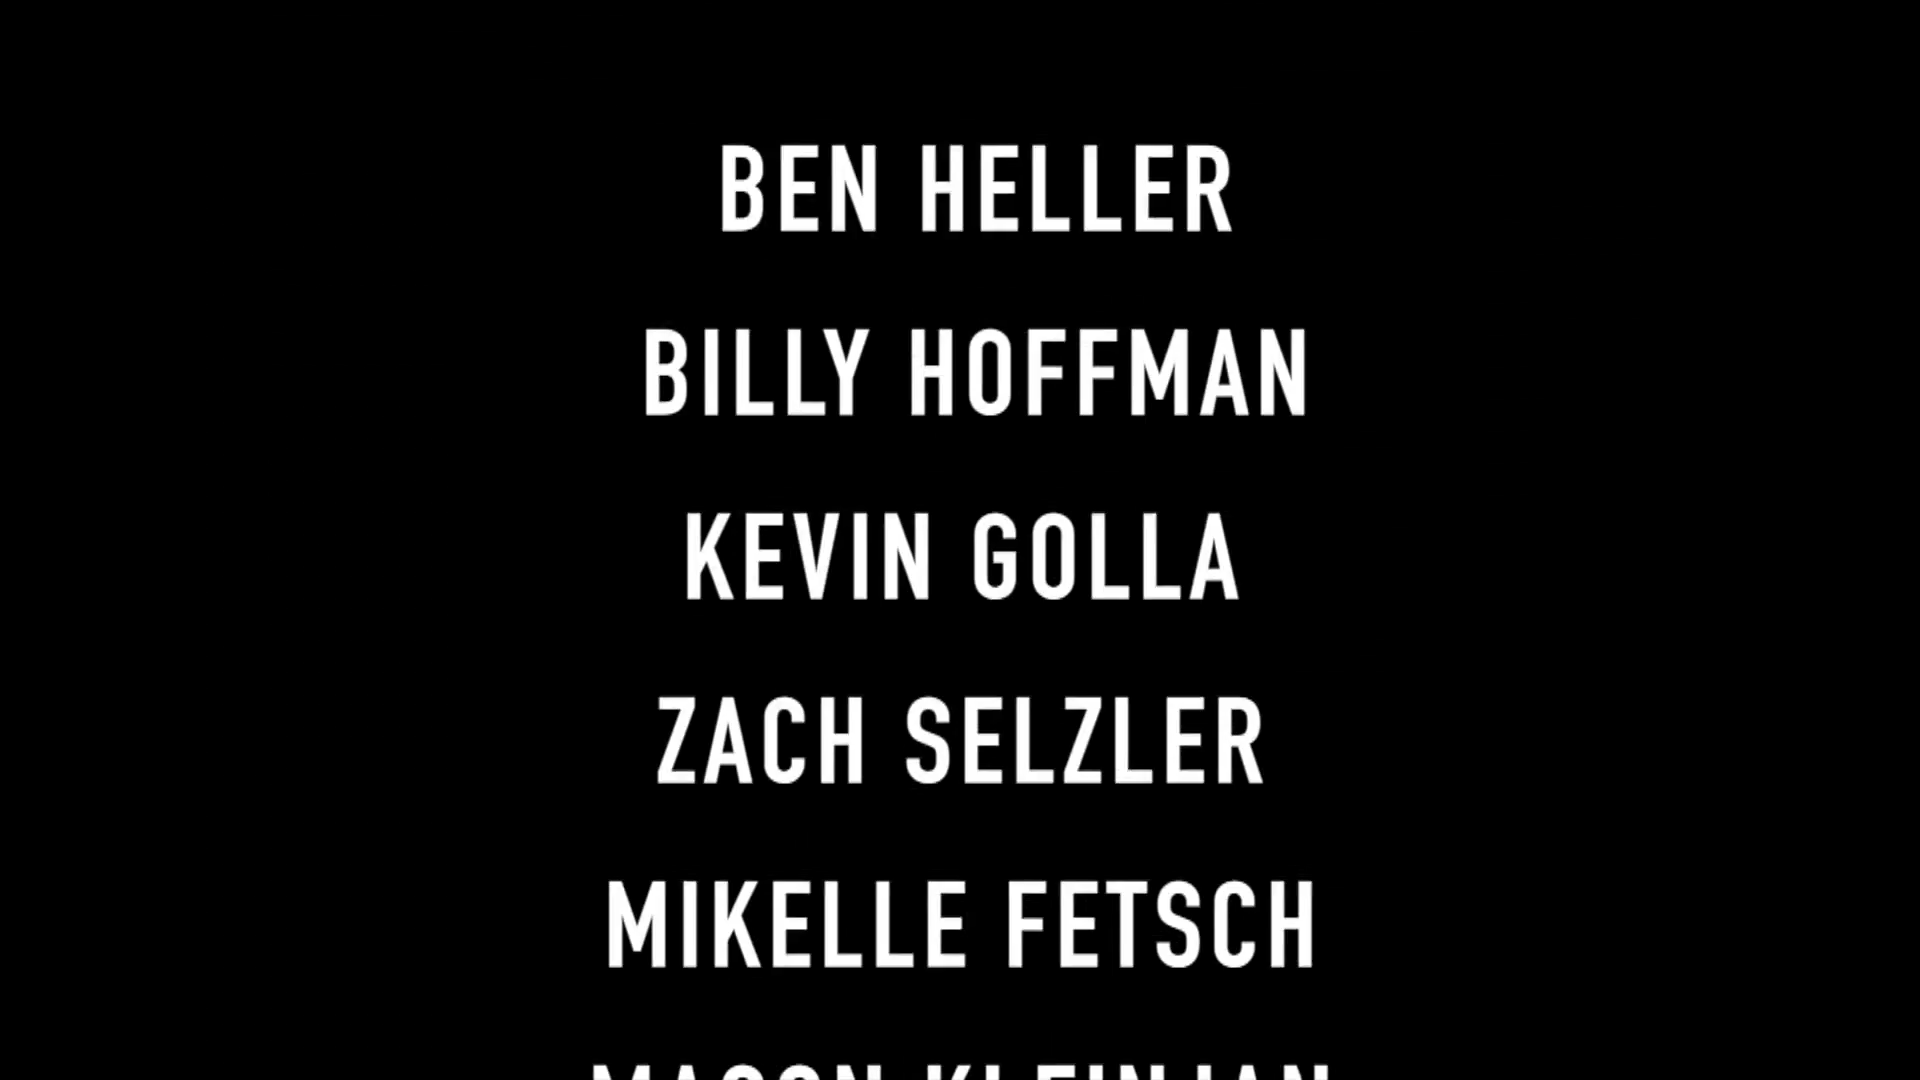 BEN HELLER
BILLY HOFFMAN
KEVIN GOLLA
ZACH SELZLER
MIKELLE FETSCH